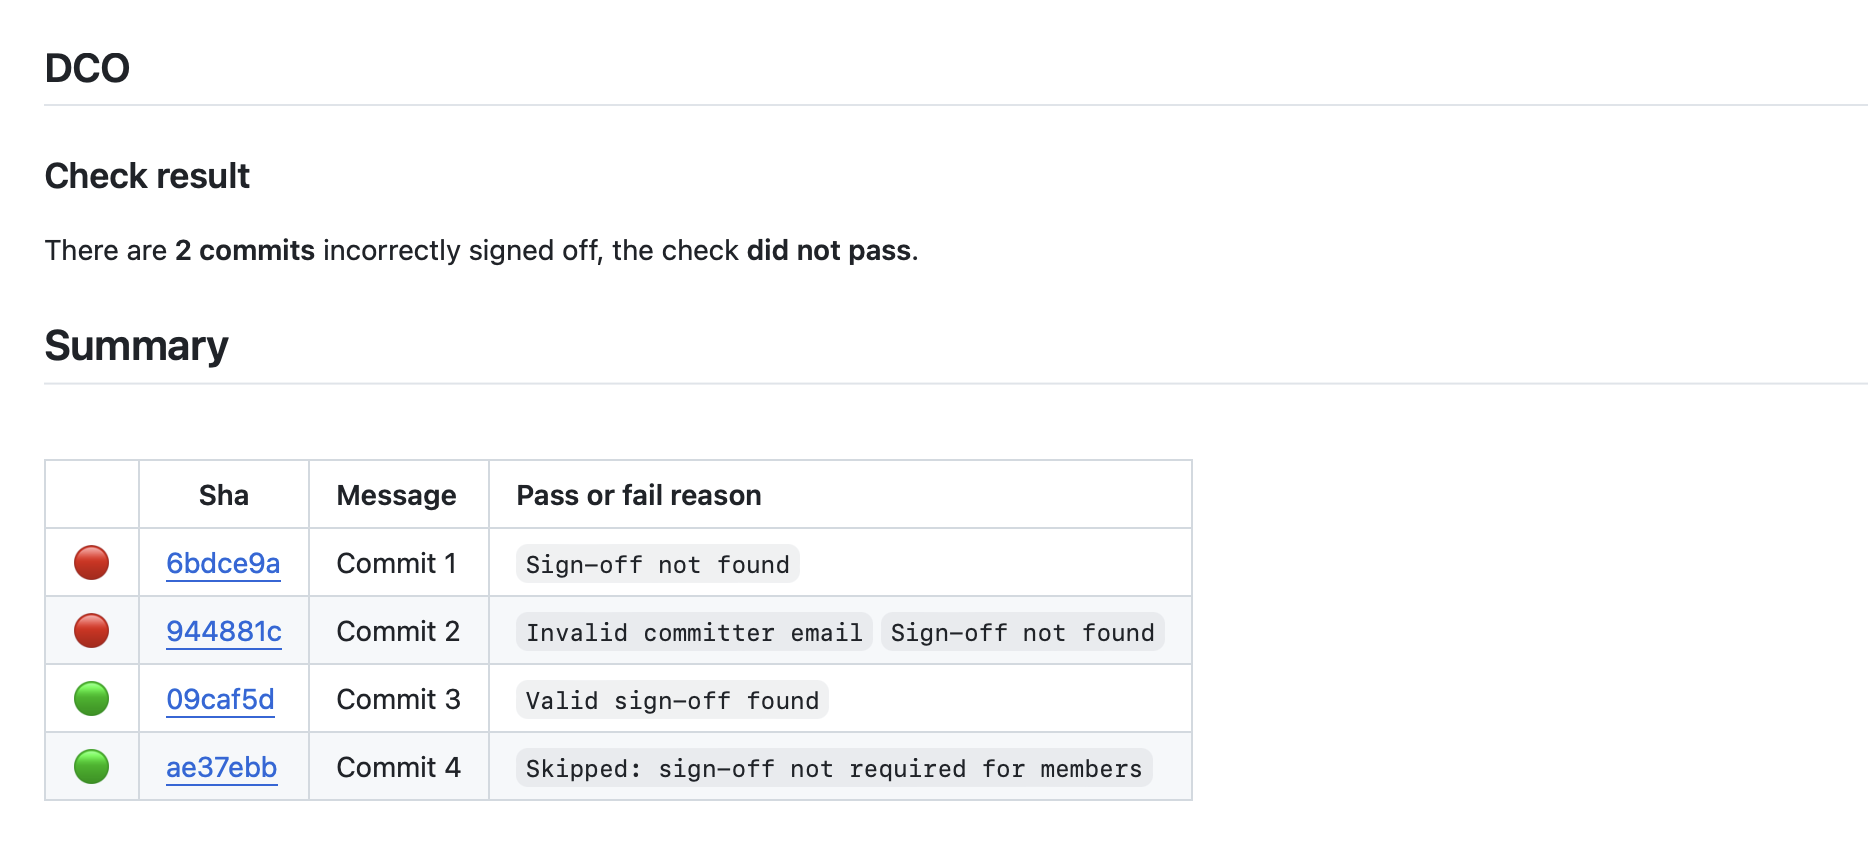 DCO
Check result
There are 2 commits incorrectly signed off, the check did not pass.
Summary
Sha Message Pass or fail reason
6bdce9a Commit 1 Sign-off not found
944881c Commit 2 Invalid committer email Sign-off not found
09caf5d Commit 3 Valid sign-off found
ae37ebb Commit 4 Skipped: sign-off not required for members